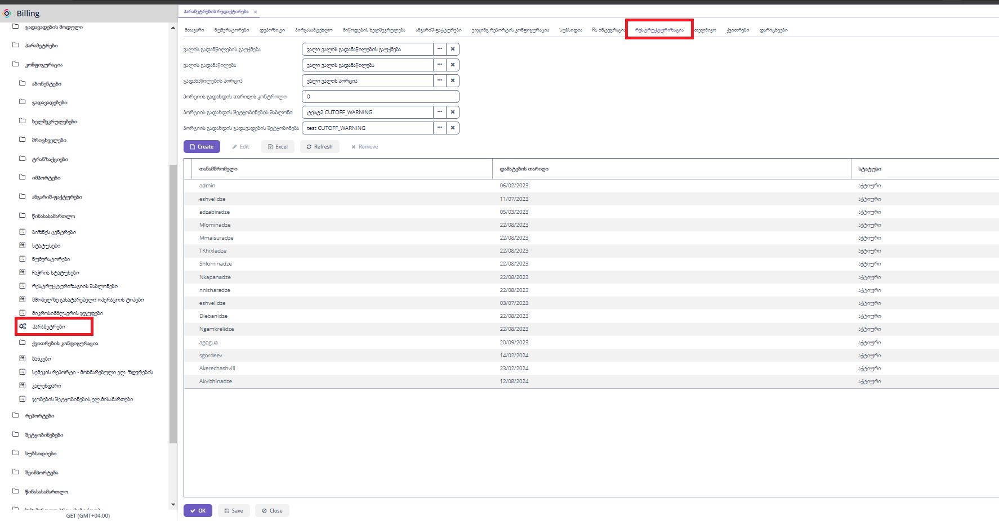 Billing
გადავადების მოდული
პარამეტრები
კონფიგურაცია
აბონენტები
გადავადებები
ხელშეკრულებები
მრიცხველები
ტრანზაქციები
იმპორტები
ანგარიშ-ფაქტურები
წინასასამართლო
ბიზნეს ცენტრები
სტატუსები
ნუმერატორები
ჩაჭრის სტატუსები
რესტრუქტურიზაციის შაბლონები
მშობელზე გასატარებელი ოპერაციის ტიპები
მიკროსიმძლავრის ჯგუფები
პარამეტრები
ქვითრების კონფიგურაცია
ბანკები
სემეკის რეპორტი - მოხმარებული ელ. ზღვრების
კალენდარი
ჯობების შეტყობინების ელ.მისამართები
რეპორტები
შეტყობინებები
სუბსიდიები
შეიმპორტება
წინასასამართლო
GET (GMT+04:00)
პარამეტრების რედაქტირება ×
მთავარი ნუმერატორები დეპოზიტი პირგასამტეხლო მიწოდების ხელშეკრულება ანგარიშ-ფაქტურები ეიჯინგ რეპორტის კონფიგურაცია სუბსიდია Rs ინტეგრაცია რესტრუქტურიზაცია თელმიკო ქვითრები დარიცხვები
ვალის გადანწილების გაუქმება ვალი ვალის გადანაწილების გაუქმება
ვალის გადანაწილება ვალი ვალის გადანაწილება
გადანაწილების პორცია ვალი ვალის პორცია
პორციის გადახდის თარიღის კონტროლი 0
პორციის გადახდის შეტყობინების შაბლონი ტესტ2 CUTOFF_WARNING
პორციის გადახდის გადავადების შეტყობინება test CUTOFF_WARNING
Create Edit Excel Refresh Remove
თანამშრომელი დამატების თარიღი სტატუსი
admin 06/02/2023 აქტიური
eshvelidze 11/07/2023 აქტიური
adzabiradze 05/03/2023 აქტიური
Mlominadze 22/08/2023 აქტიური
Mmaisuradze 22/08/2023 აქტიური
TKhixladze 22/08/2023 აქტიური
Shlominadze 22/08/2023 აქტიური
Nkapanadze 22/08/2023 აქტიური
nnizharadze 22/08/2023 აქტიური
eshvelidze 03/07/2023 აქტიური
Dlebanidze 22/08/2023 აქტიური
Ngamkrelidze 22/08/2023 აქტიური
agogua 20/09/2023 აქტიური
sgordeev 14/02/2024 აქტიური
Akerechashvili 23/02/2024 აქტიური
Akvizhinadze 12/08/2024 აქტიური
OK Save Close